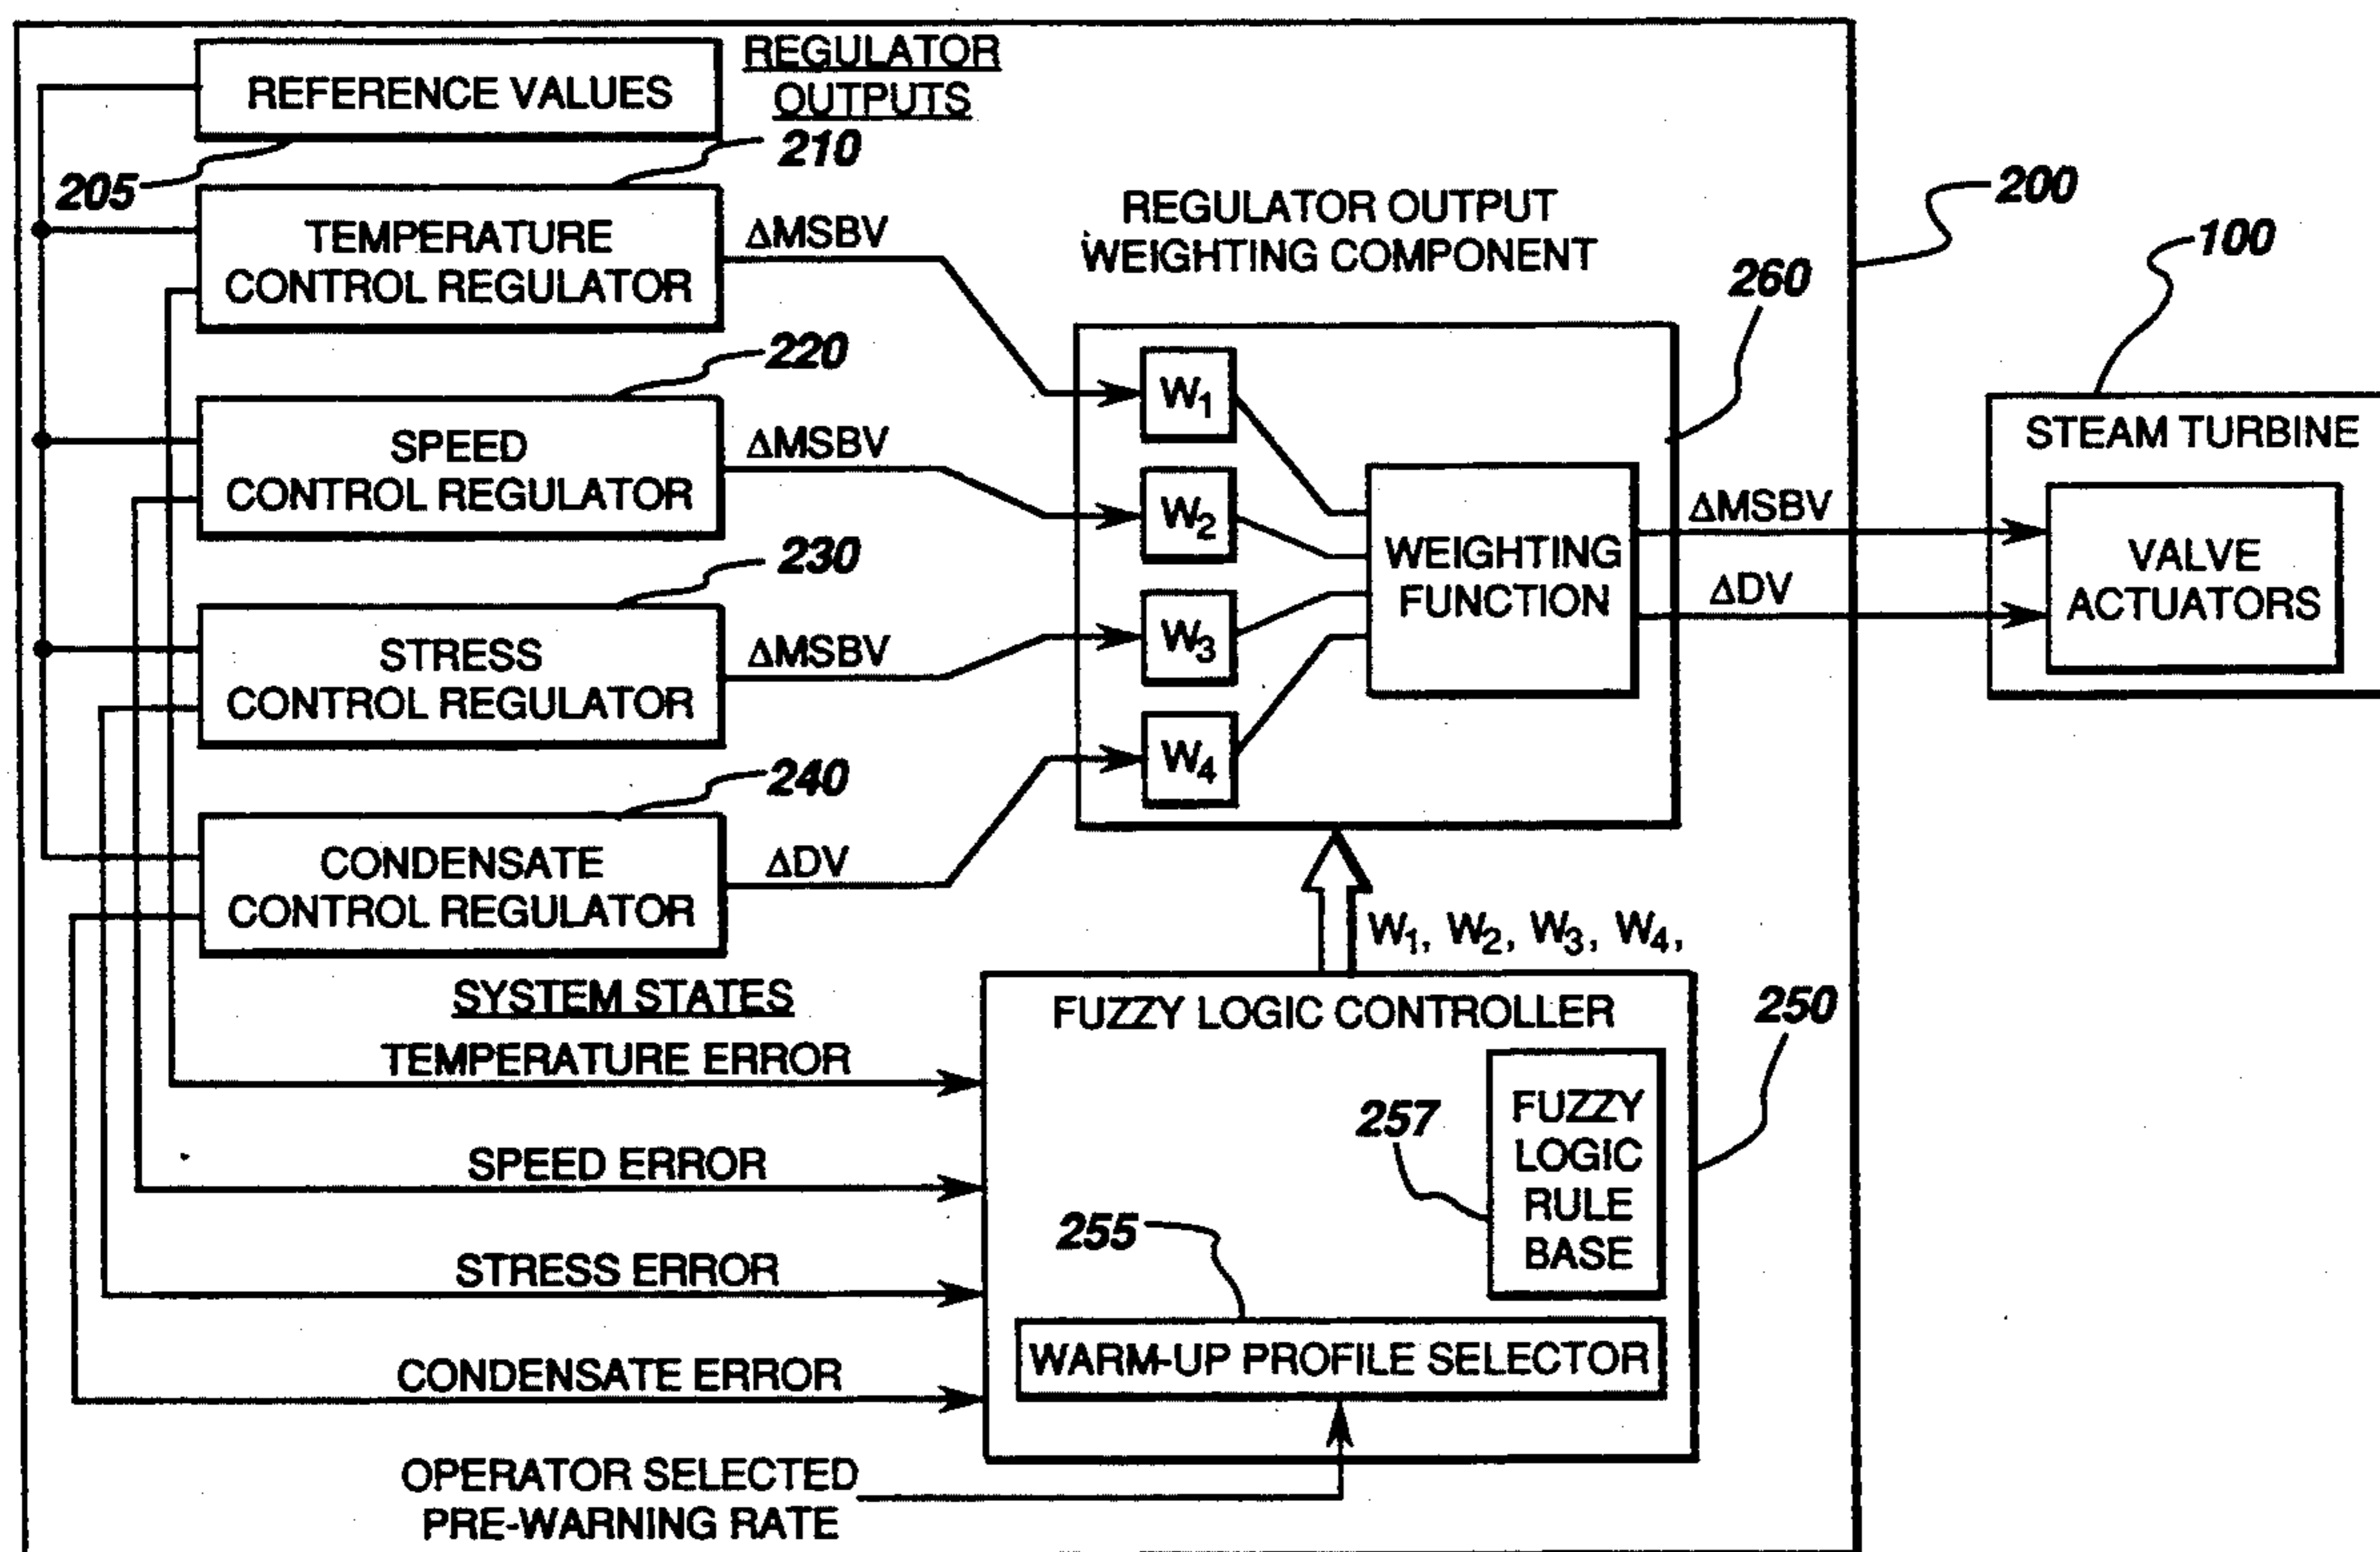 REFERENCE VALUES
REGULATOR
OUTPUTS
205
210
TEMPERATURE
CONTROL REGULATOR
ΔMSBV
REGULATOR OUTPUT
WEIGHTING COMPONENT
200
100
260
220
SPEED
CONTROL REGULATOR
ΔMSBV
W1
W2
W3
W4
WEIGHTING
FUNCTION
ΔMSBV
ΔDV
STEAM TURBINE
VALVE
ACTUATORS
230
STRESS
CONTROL REGULATOR
ΔMSBV
240
CONDENSATE
CONTROL REGULATOR
ΔDV
W1, W2, W3, W4,
SYSTEM STATES
TEMPERATURE ERROR
SPEED ERROR
STRESS ERROR
CONDENSATE ERROR
FUZZY LOGIC CONTROLLER
250
257
FUZZY
LOGIC
RULE
BASE
255
WARM-UP PROFILE SELECTOR
OPERATOR SELECTED
PRE-WARNING RATE